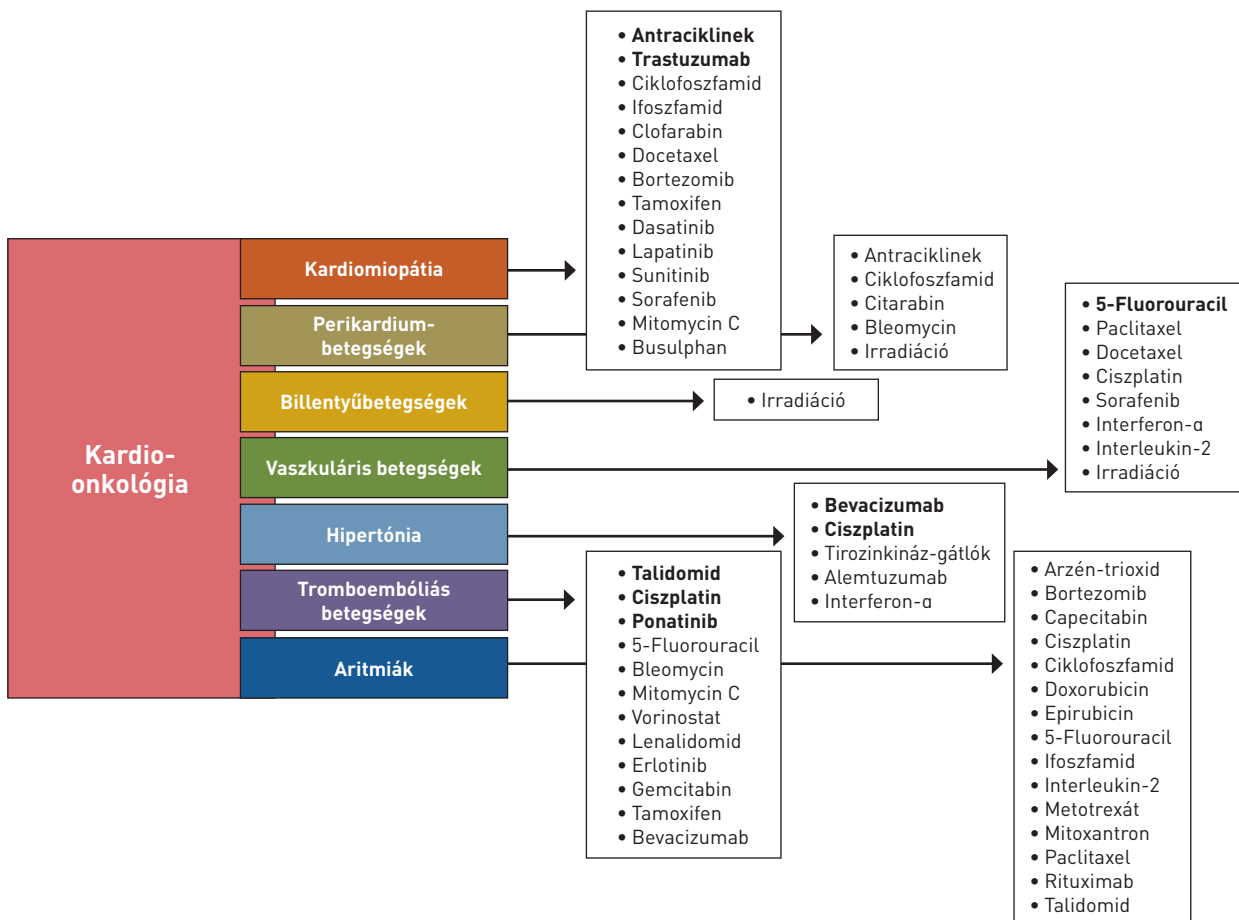 Kardio-
onkológia
Kardiomiopátia
• Antraciklinek
• Trastuzumab
• Ciklofoszfamid
• Ifoszfamid
• Clofarabin
• Docetaxel
• Bortezomib
• Tamoxifen
• Dasatinib
• Lapatinib
• Sunitinib
• Sorafenib
• Mitomycin C
• Busulphan
Perikardium-
betegségek
• Antraciklinek
• Ciklofoszfamid
• Citarabin
• Bleomycin
• Irradiáció
Billentyűbetegségek
• Irradiáció
Vaszkuláris betegségek
• 5-Fluorouracil
• Paclitaxel
• Docetaxel
• Ciszplatin
• Sorafenib
• Interferon-α
• Interleukin-2
• Irradiáció
Hipertónia
• Bevacizumab
• Ciszplatin
• Tirozinkináz-gátlók
• Alemtuzumab
• Interferon-α
Tromboembóliás
betegségek
• Talidomid
• Ciszplatin
• Ponatinib
• 5-Fluorouracil
• Bleomycin
• Mitomycin C
• Vorinostat
• Lenalidomid
• Erlotinib
• Gemcitabin
• Tamoxifen
• Bevacizumab
Aritmiák
• Arzén-trioxid
• Bortezomib
• Capecitabin
• Ciszplatin
• Ciklofoszfamid
• Doxorubicin
• Epirubicin
• 5-Fluorouracil
• Ifoszfamid
• Interleukin-2
• Metotrexát
• Mitoxantron
• Paclitaxel
• Rituximab
• Talidomid